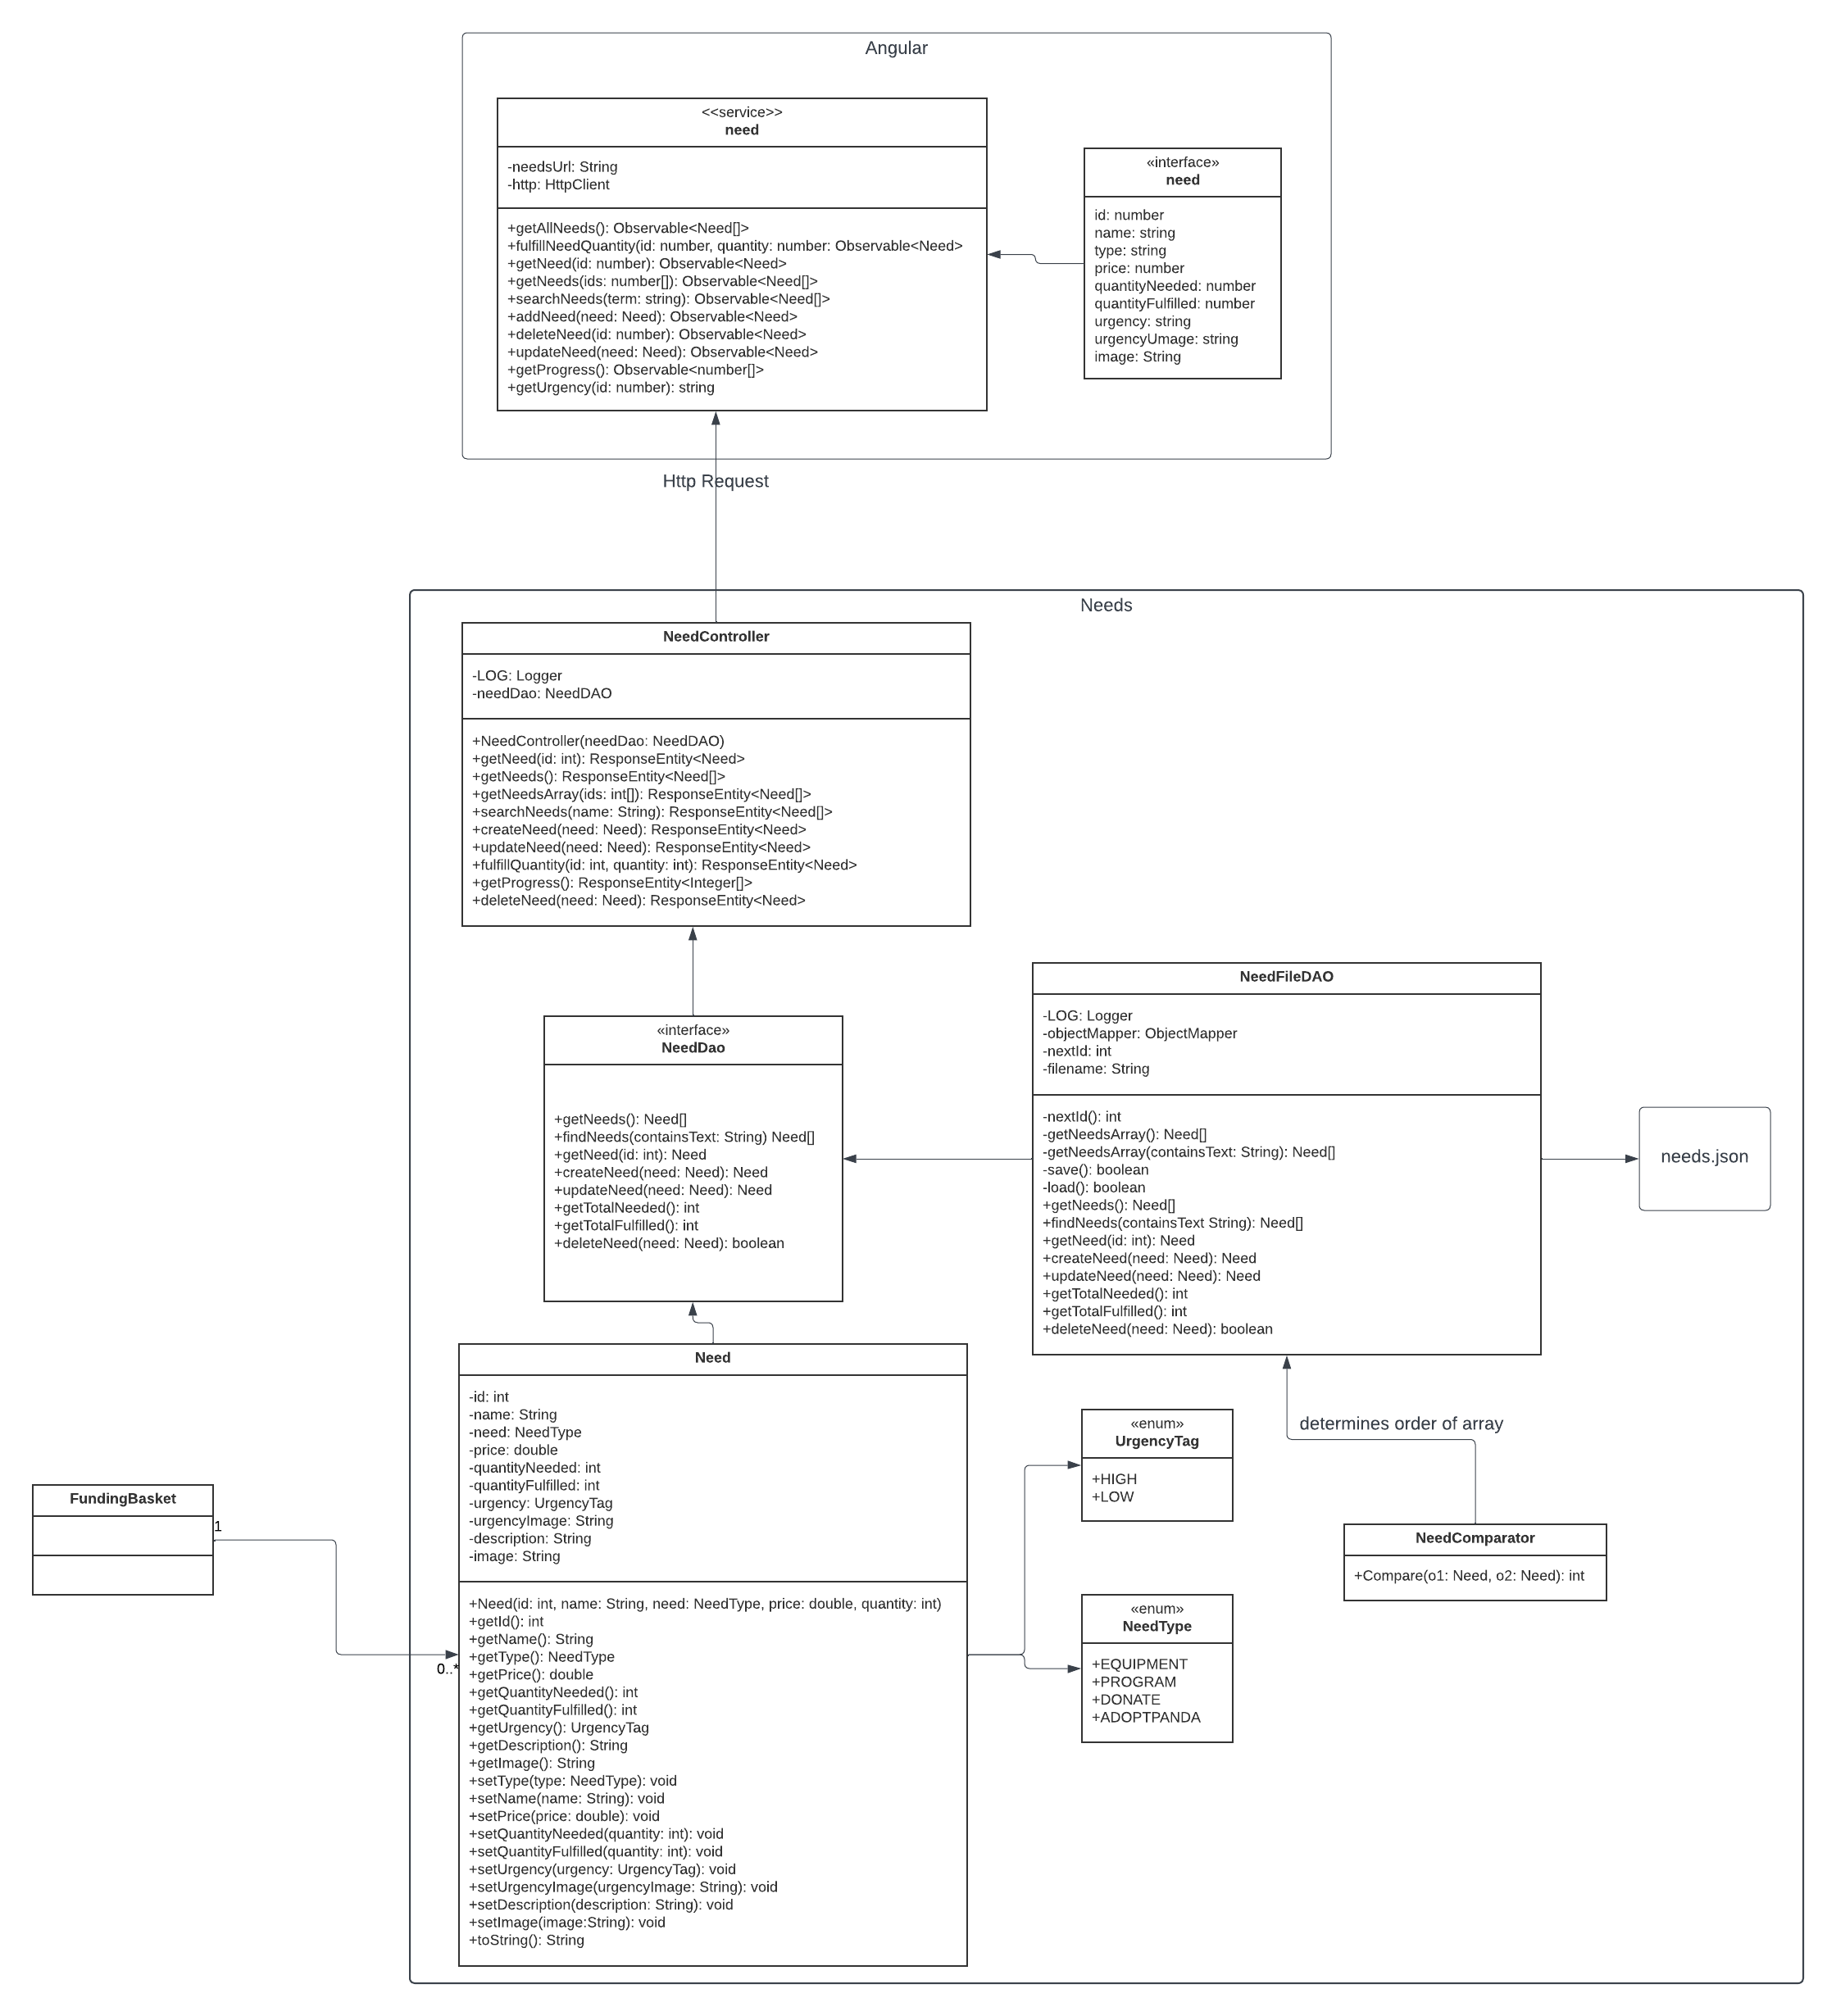 Angular
<<service>>
need
-needsUrl: String
-http: HttpClient
+getAllNeeds(): Observable<Need[]>
+fulfillNeedQuantity(id: number, quantity: number: Observable<Need>
+getNeed(id: number): Observable<Need>
+getNeeds(ids: number[]): Observable<Need[]>
+searchNeeds(term: string): Observable<Need[]>
+addNeed(need: Need): Observable<Need>
+deleteNeed(id: number): Observable<Need>
+updateNeed(need: Need): Observable<Need>
+getProgress(): Observable<number[]>
+getUrgency(id: number): string
«interface»
need
id: number
name: string
type: string
price: number
quantityNeeded: number
quantityFulfilled: number
urgency: string
urgencyUmage: string
image: String
Http Request
Needs
NeedController
-LOG: Logger
-needDao: NeedDAO
+NeedController(needDao: NeedDAO)
+getNeed(id: int): ResponseEntity<Need>
+getNeeds(): ResponseEntity<Need[]>
+getNeedsArray(ids: int[]): ResponseEntity<Need[]>
+searchNeeds(name: String): ResponseEntity<Need[]>
+createNeed(need: Need): ResponseEntity<Need>
+updateNeed(need: Need): ResponseEntity<Need>
+fulfillQuantity(id: int, quantity: int): ResponseEntity<Need>
+getProgress(): ResponseEntity<Integer[]>
+deleteNeed(need: Need): ResponseEntity<Need>
«interface»
NeedDao
+getNeeds(): Need[]
+findNeeds(containsText: String) Need[]
+getNeed(id: int): Need
+createNeed(need: Need): Need
+updateNeed(need: Need): Need
+getTotalNeeded(): int
+getTotalFulfilled(): int
+deleteNeed(need: Need): boolean
NeedFileDAO
-LOG: Logger
-objectMapper: ObjectMapper
-nextId: int
-filename: String
-nextId(): int
-getNeedsArray(): Need[]
-getNeedsArray(containsText: String): Need[]
-save(): boolean
-load(): boolean
+getNeeds(): Need[]
+findNeeds(containsText String): Need[]
+getNeed(id: int): Need
+createNeed(need: Need): Need
+updateNeed(need: Need): Need
+getTotalNeeded(): int
+getTotalFulfilled(): int
+deleteNeed(need: Need): boolean
needs.json
Need
-id: int
-name: String
-need: NeedType
-price: double
-quantityNeeded: int
-quantityFulfilled: int
-urgency: UrgencyTag
-urgencyImage: String
-description: String
-image: String
+Need(id: int, name: String, need: NeedType, price: double, quantity: int)
+getId(): int
+getName(): String
+getType(): NeedType
+getPrice(): double
+getQuantityNeeded(): int
+getQuantityFulfilled(): int
+getUrgency(): UrgencyTag
+getDescription(): String
+getImage(): String
+setType(type: NeedType): void
+setName(name: String): void
+setPrice(price: double): void
+setQuantityNeeded(quantity: int): void
+setQuantityFulfilled(quantity: int): void
+setUrgency(urgency: UrgencyTag): void
+setUrgencyImage(urgencyImage: String): void
+setDescription(description: String): void
+setImage(image:String): void
+toString(): String
«enum»
UrgencyTag
+HIGH
+LOW
determines order of array
NeedComparator
+Compare(o1: Need, o2: Need): int
«enum»
NeedType
+EQUIPMENT
+PROGRAM
+DONATE
+ADOPTPANDA
FundingBasket
1
0..*